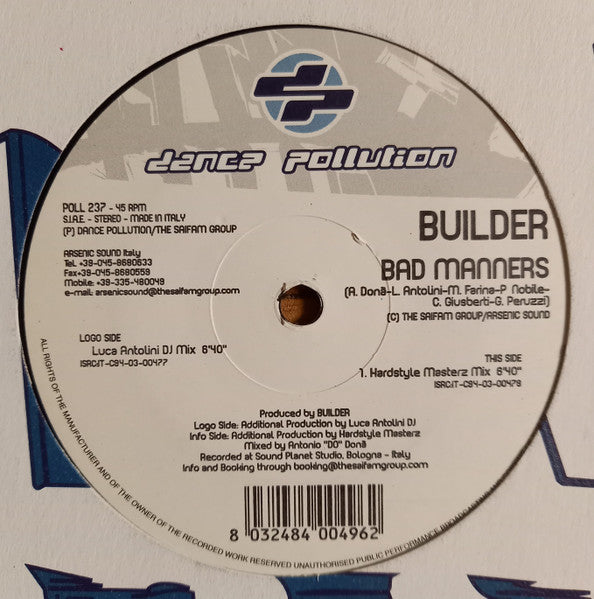 dance pollution
POLL 237 - 45 RPM
S.I.A.E. - STEREO - MADE IN ITALY
(P) DANCE POLLUTION/THE SAIFAM GROUP
ARSENIC SOUND Italy
Tel. +39-045-8680633
Fax+39-045-8680559
Mobile: +39-335-480049
e-mail: arsenicsound@thesaifamgroup.com
BUILDER
BAD MANNERS
(A. Donà-L. Antolini-M. Farina-P Nobile-
C. Giusberti-G. Peruzzi)
(C) THE SAIFAM GROUP/ARSENIC SOUND
LOGO SIDE
Luca Antolini DJ Mix 6'40"
ISRC:IT-C94-03-00477
THIS SIDE
1. Hardstyle Masterz Mix 6'40"
ISRC:IT-C94-03-00478
Produced by BUILDER
Logo Side: Additional Production by Luca Antolini DJ
Info Side: Additional Production by Hardstyle Masterz
Mixed by Antonio "DO" Donà
Recorded at Sound Planet Studio, Bologna - Italy
Info and Booking through booking@thesaifamgroup.com
8 032484 004962
ALL RIGHTS OF THE MANUFACTURER AND OF THE OWNER OF THE RECORDED WORK RESERVED UNAUTHORISED PUBLIC PERFORMANCE